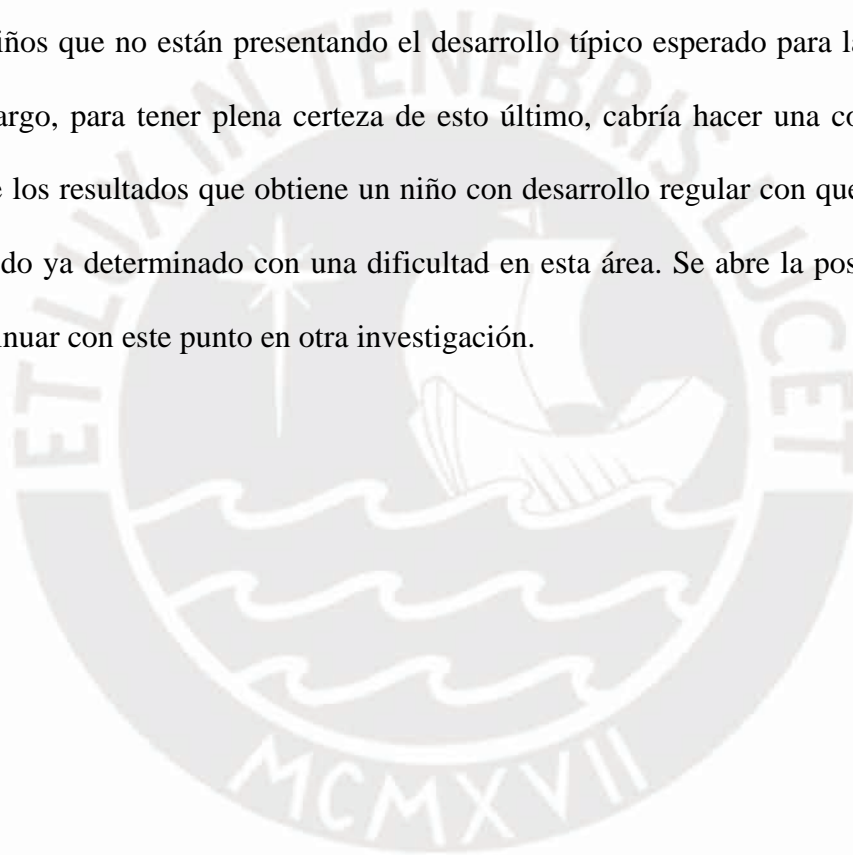 iños que no están presentando el desarrollo típico esperado para l
argo, para tener plena certeza de esto último, cabría hacer una co
e los resultados que obtiene un niño con desarrollo regular con que
do ya determinado con una dificultad en esta área. Se abre la pos
inuar con este punto en otra investigación.
ET LUX IN TENEBRIS LUCET
MCMXVII